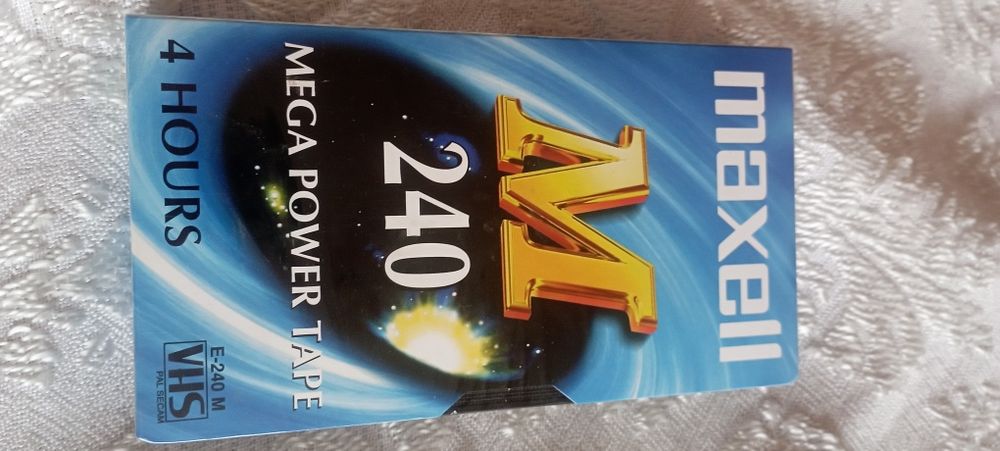 maxell
M
240
MEGA POWER TAPE
4 HOURS
E-240 M
VHS
PAL SECAM